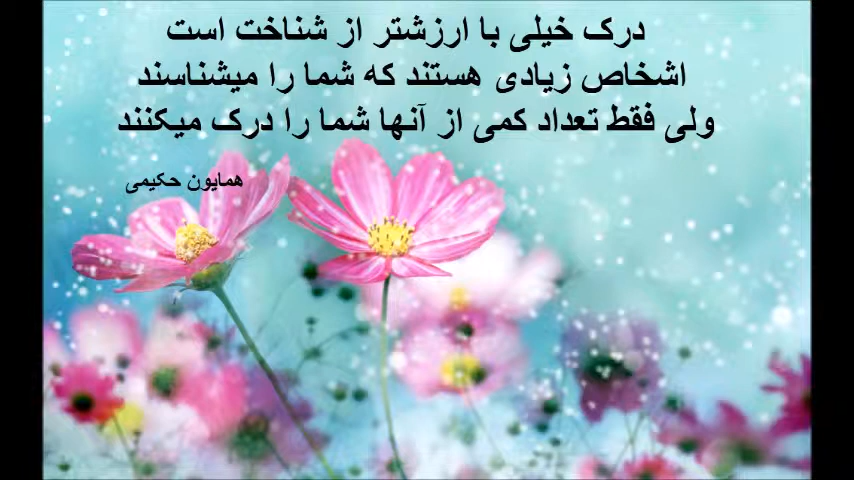 درک خیلی با ارزشتر از شناخت است
اشخاص زیادی هستند که شما را میشناسند
ولی فقط تعداد کمی از آنها شما را درک میکنند
همایون حکیمی